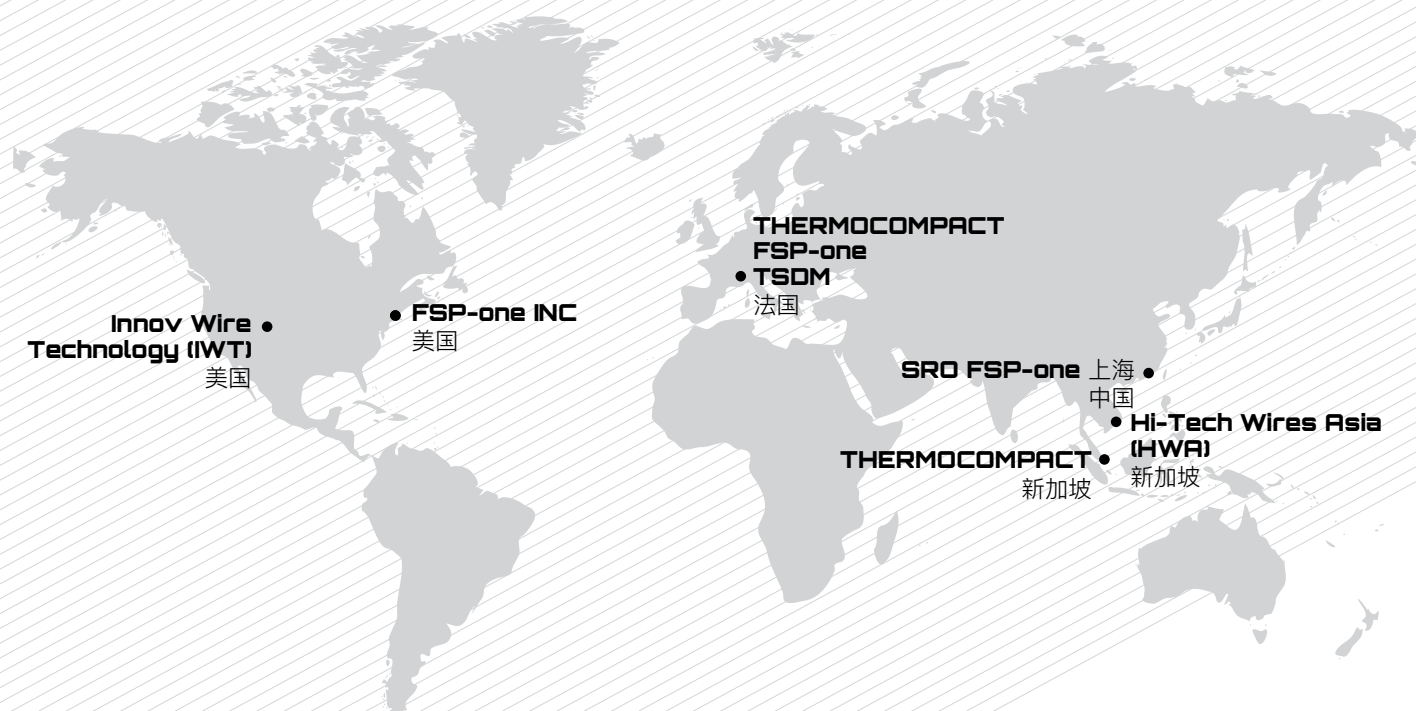 Innov Wire
Technology (IWT)
美国
FSP-one INC
美国
THERMOCOMPACT
FSP-one
TSDM
法国
SRO FSP-one 上海
中国
Hi-Tech Wires Asia
(HWA)
新加坡
THERMOCOMPACT
新加坡